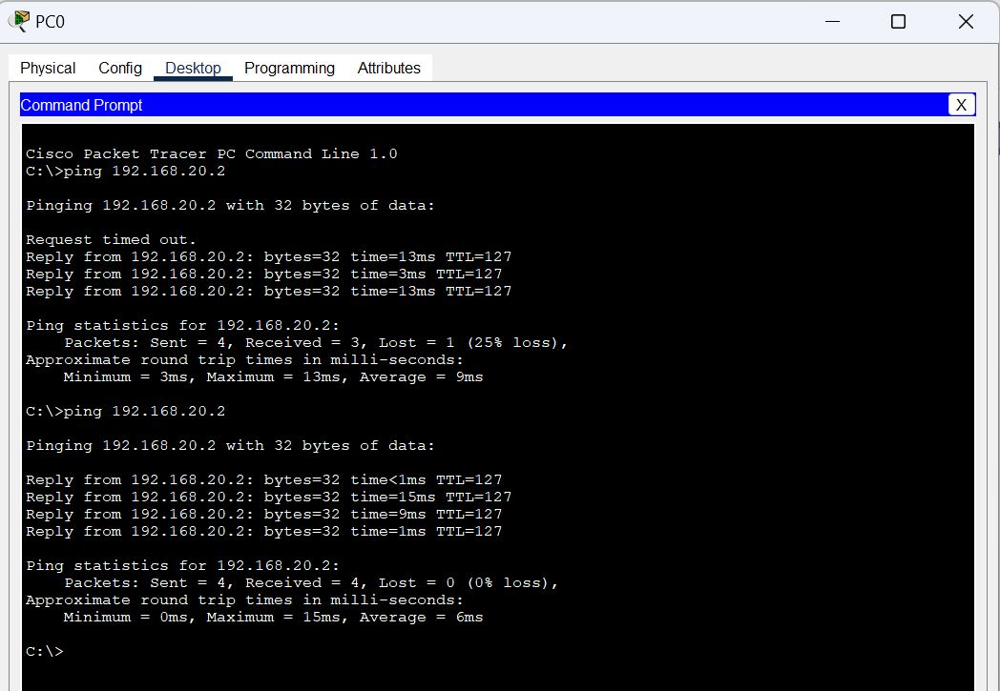 PC0
Physical Config Desktop Programming Attributes
Command Prompt
X
Cisco Packet Tracer PC Command Line 1.0
C:\>ping 192.168.20.2
Pinging 192.168.20.2 with 32 bytes of data:
Request timed out.
Reply from 192.168.20.2: bytes=32 time=13ms TTL=127
Reply from 192.168.20.2: bytes=32 time=3ms TTL=127
Reply from 192.168.20.2: bytes=32 time=13ms TTL=127
Ping statistics for 192.168.20.2:
Packets: Sent = 4, Received = 3, Lost = 1 (25% loss),
Approximate round trip times in milli-seconds:
Minimum = 3ms, Maximum = 13ms, Average = 9ms
C:\>ping 192.168.20.2
Pinging 192.168.20.2 with 32 bytes of data:
Reply from 192.168.20.2: bytes=32 time<1ms TTL=127
Reply from 192.168.20.2: bytes=32 time=15ms TTL=127
Reply from 192.168.20.2: bytes=32 time=9ms TTL=127
Reply from 192.168.20.2: bytes=32 time=1ms TTL=127
Ping statistics for 192.168.20.2:
Packets: Sent = 4, Received = 4, Lost = 0 (0% loss),
Approximate round trip times in milli-seconds:
Minimum = 0ms, Maximum = 15ms, Average = 6ms
C:\>